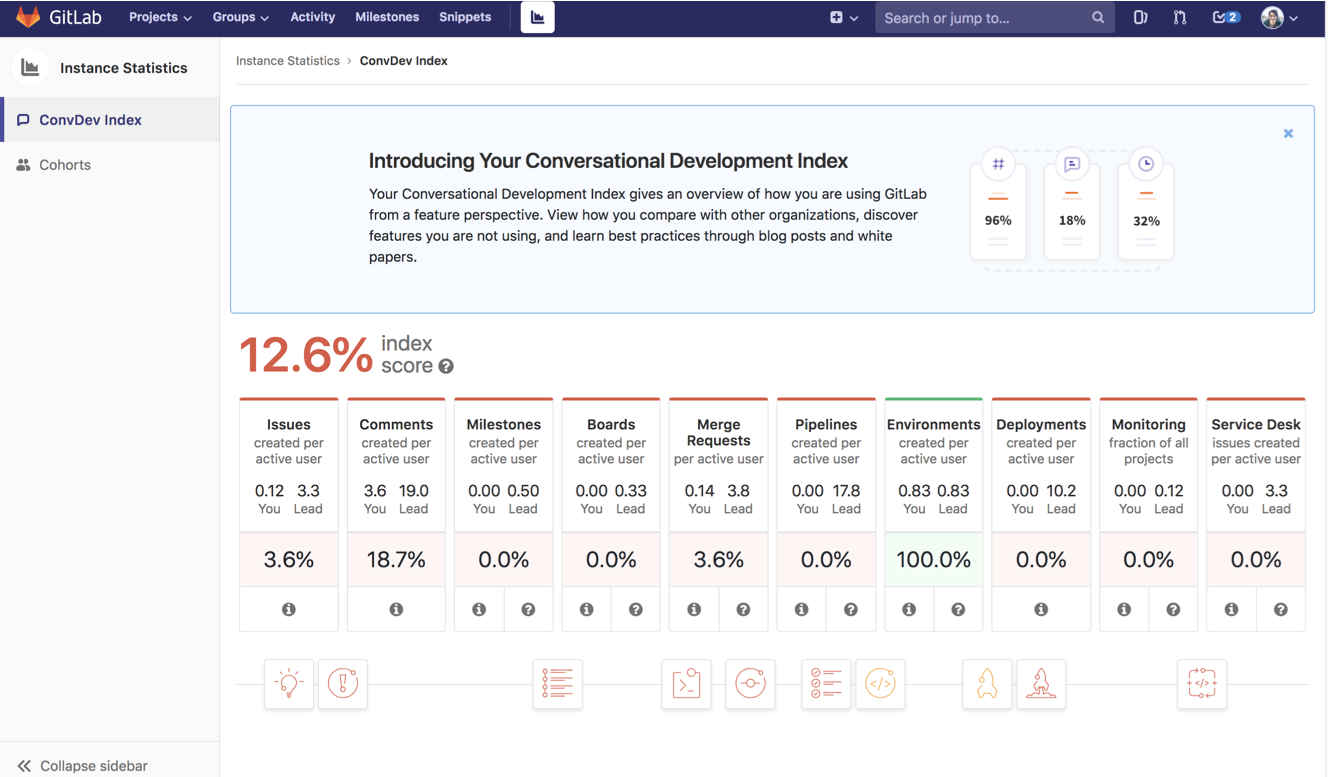 GitLab Projects Groups Activity Milestones Snippets Search or jump to... 2
Instance Statistics
ConvDev Index
Cohorts
Collapse sidebar
Instance Statistics › ConvDev Index
Introducing Your Conversational Development Index
Your Conversational Development Index gives an overview of how you are using GitLab
from a feature perspective. View how you compare with other organizations, discover
features you are not using, and learn best practices through blog posts and white
papers.
96% 18% 32%
12.6% index
score
Issues
created per
active user
0.12 3.3
You Lead
3.6%
Comments
created per
active user
3.6 19.0
You Lead
18.7%
Milestones
created per
active user
0.00 0.50
You Lead
0.0%
Boards
created per
active user
0.00 0.33
You Lead
0.0%
Merge
Requests
per active user
0.14 3.8
You Lead
3.6%
Pipelines
created per
active user
0.00 17.8
You Lead
0.0%
Environments
created per
active user
0.83 0.83
You Lead
100.0%
Deployments
created per
active user
0.00 10.2
You Lead
0.0%
Monitoring
fraction of all
projects
0.00 0.12
You Lead
0.0%
Service Desk
issues created
per active user
0.00 3.3
You Lead
0.0%